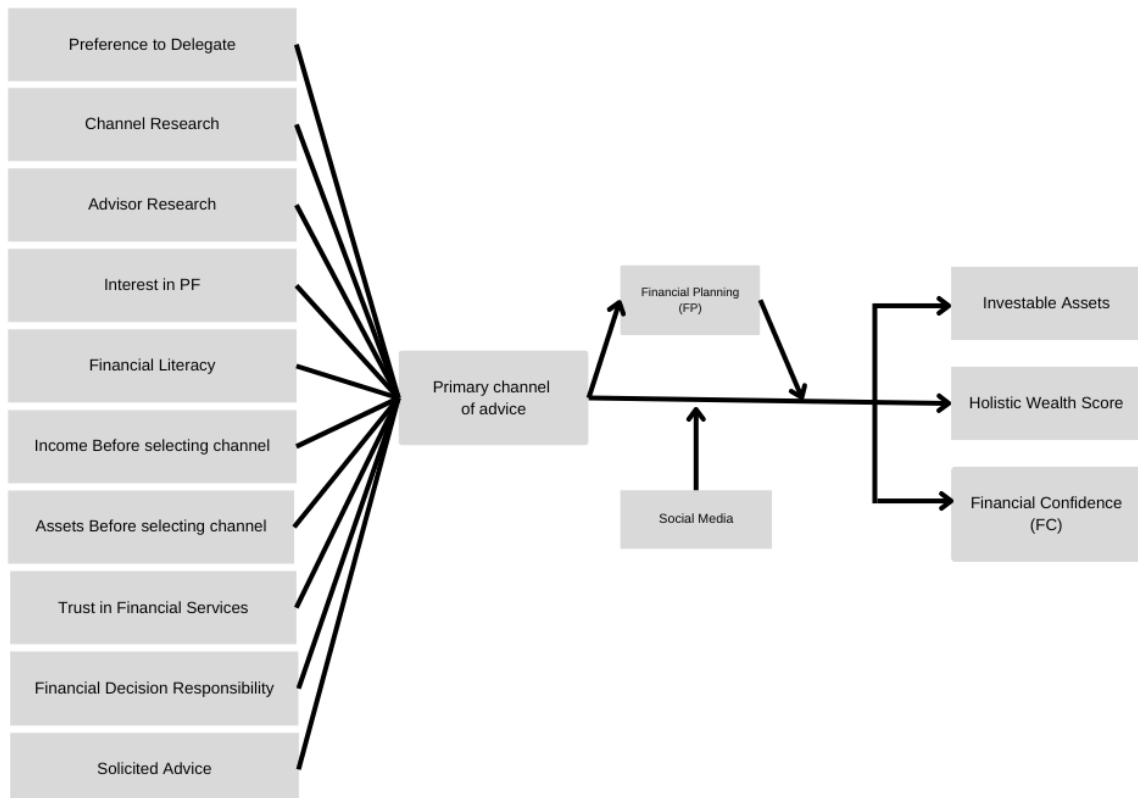 Preference to Delegate
Channel Research
Advisor Research
Interest in PF
Financial Literacy
Income Before selecting channel
Assets Before selecting channel
Trust in Financial Services
Financial Decision Responsibility
Solicited Advice
Primary channel
of advice
Financial Planning
(FP)
Social Media
Investable Assets
Holistic Wealth Score
Financial Confidence
(FC)